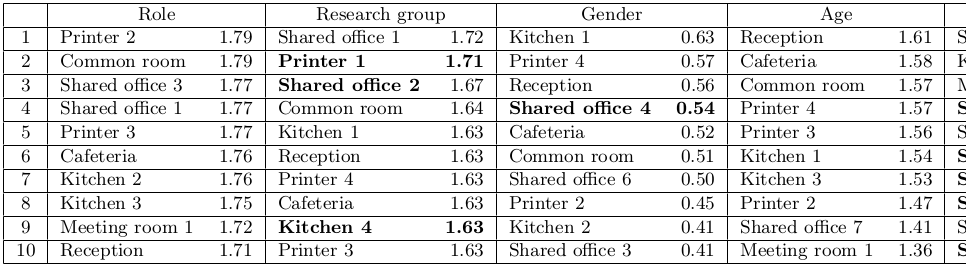 Role Research group Gender Age
1 Printer 2 1.79 Shared office 1 1.72 Kitchen 1 0.63 Reception 1.61 S
2 Common room 1.79 Printer 1 1.71 Printer 4 0.57 Cafeteria 1.58 K
3 Shared office 3 1.77 Shared office 2 1.67 Reception 0.56 Common room 1.57 M
4 Shared office 1 1.77 Common room 1.64 Shared office 4 0.54 Printer 4 1.57 S
5 Printer 3 1.77 Kitchen 1 1.63 Cafeteria 0.52 Printer 3 1.56 S
6 Cafeteria 1.76 Reception 1.63 Common room 0.51 Kitchen 1 1.54 S
7 Kitchen 2 1.76 Printer 4 1.63 Shared office 6 0.50 Kitchen 3 1.53 S
8 Kitchen 3 1.75 Cafeteria 1.63 Printer 2 0.45 Printer 2 1.47 S
9 Meeting room 1 1.72 Kitchen 4 1.63 Kitchen 2 0.41 Shared office 7 1.41 S
10 Reception 1.71 Printer 3 1.63 Shared office 3 0.41 Meeting room 1 1.36 S